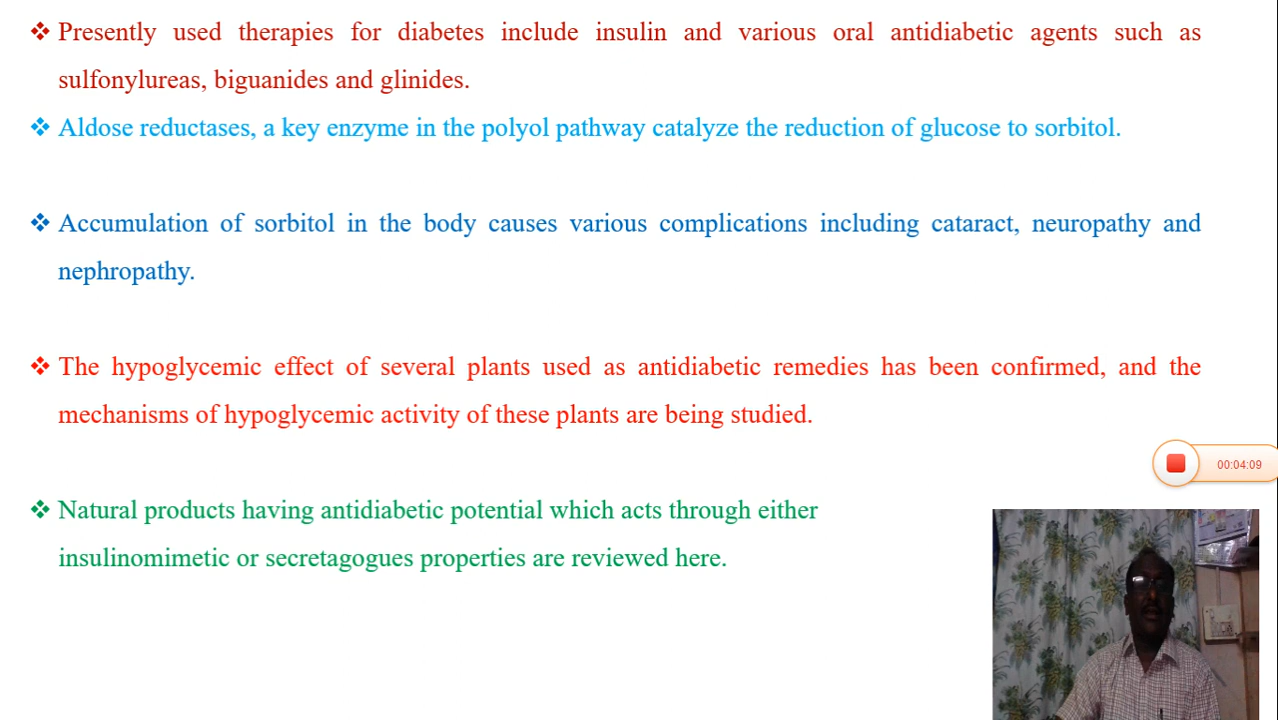 ❖ Presently used therapies for diabetes include insulin and various oral antidiabetic agents such as
sulfonylureas, biguanides and glinides.
❖ Aldose reductases, a key enzyme in the polyol pathway catalyze the reduction of glucose to sorbitol.
❖ Accumulation of sorbitol in the body causes various complications including cataract, neuropathy and
nephropathy.
❖ The hypoglycemic effect of several plants used as antidiabetic remedies has been confirmed, and the
mechanisms of hypoglycemic activity of these plants are being studied.
00:04:09
❖ Natural products having antidiabetic potential which acts through either
insulinomimetic or secretagogues properties are reviewed here.